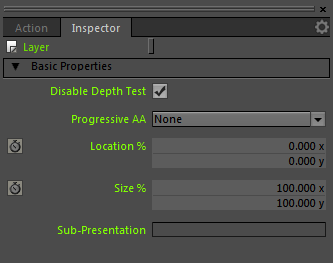 Action Inspector
Layer
Basic Properties
Disable Depth Test
Progressive AA None
Location % 0.000 x
0.000 y
Size % 100.000 x
100.000 y
Sub-Presentation